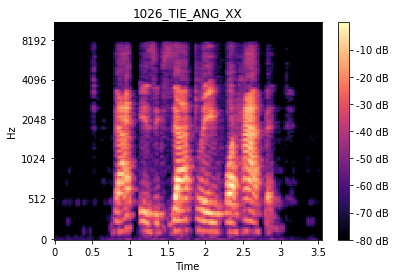 1026_TIE_ANG_XX
8192
4096
2048
1024
512
0
Hz
0 0.5 1 1.5 2 2.5 3 3.5
Time
-10 dB
-20 dB
-30 dB
-40 dB
-50 dB
-60 dB
-70 dB
-80 dB